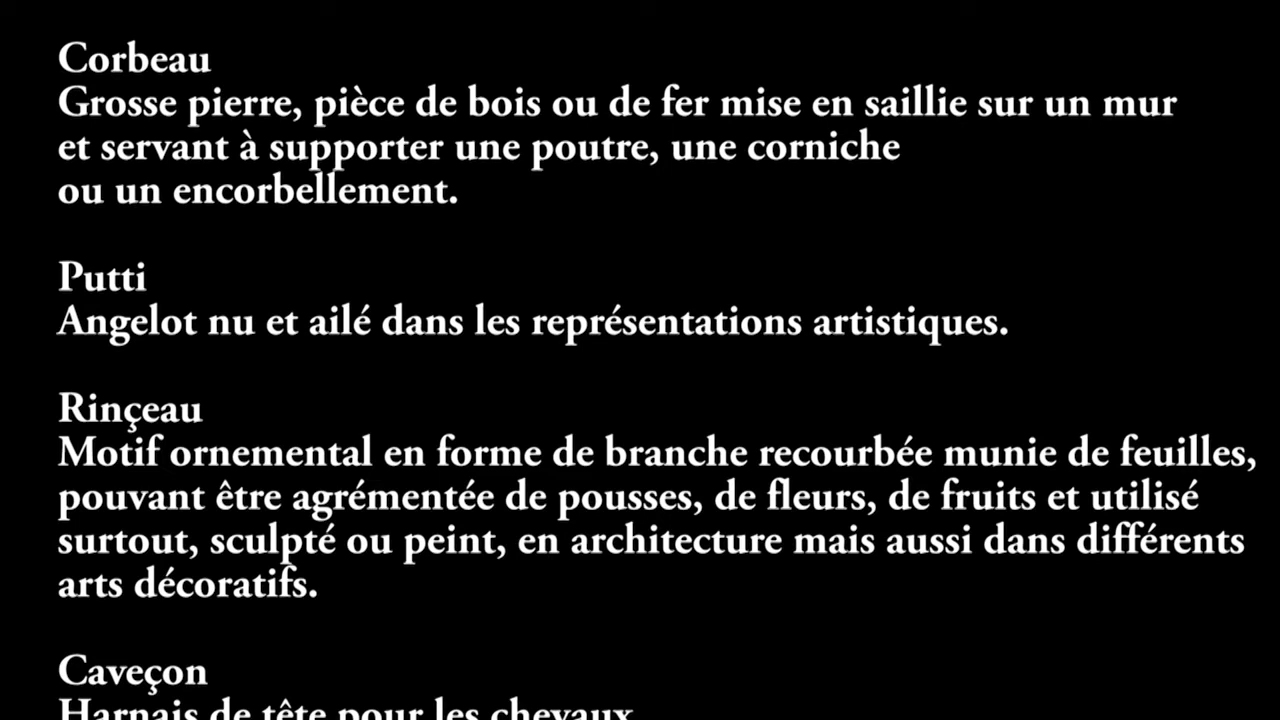 Corbeau
Grosse pierre, pièce de bois ou de fer mise en saillie sur un mur
et servant à supporter une poutre, une corniche
ou un encorbellement.
Putti
Angelot nu et ailé dans les représentations artistiques.
Rinçeau
Motif ornemental en forme de branche recourbée munie de feuilles,
pouvant être agrémentée de pousses, de fleurs, de fruits et utilisé
surtout, sculpté ou peint, en architecture mais aussi dans différents
arts décoratifs.
Caveçon
Harnais de tête pour les chevaux